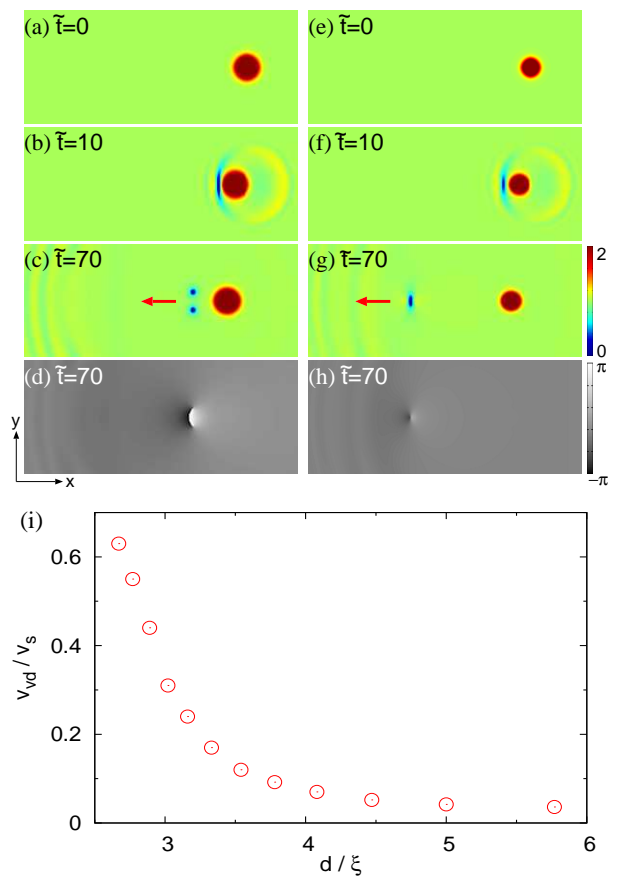 (a) t̃=0
(e) t̃=0
(b) t̃=10
(f) t̃=10
(c) t̃=70
(g) t̃=70
2
0
(d) t̃=70
(h) t̃=70
π
−π
y
x
(i)
0.6
0.4
0.2
0
v_vd / v_s
3 4 5 6
d / ξ